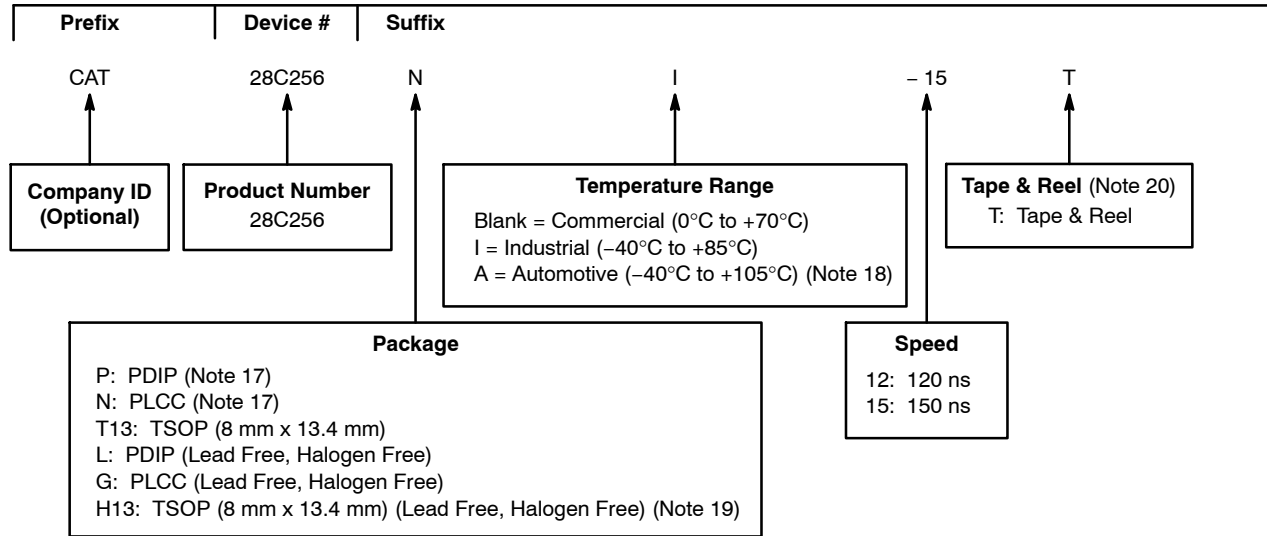 Prefix Device # Suffix
CAT 28C256 N I – 15 T
Company ID
(Optional)
Product Number
28C256
Temperature Range
Blank = Commercial (0°C to +70°C)
I = Industrial (−40°C to +85°C)
A = Automotive (−40°C to +105°C) (Note 18)
Tape & Reel (Note 20)
T: Tape & Reel
Package
P: PDIP (Note 17)
N: PLCC (Note 17)
T13: TSOP (8 mm x 13.4 mm)
L: PDIP (Lead Free, Halogen Free)
G: PLCC (Lead Free, Halogen Free)
H13: TSOP (8 mm x 13.4 mm) (Lead Free, Halogen Free) (Note 19)
Speed
12: 120 ns
15: 150 ns